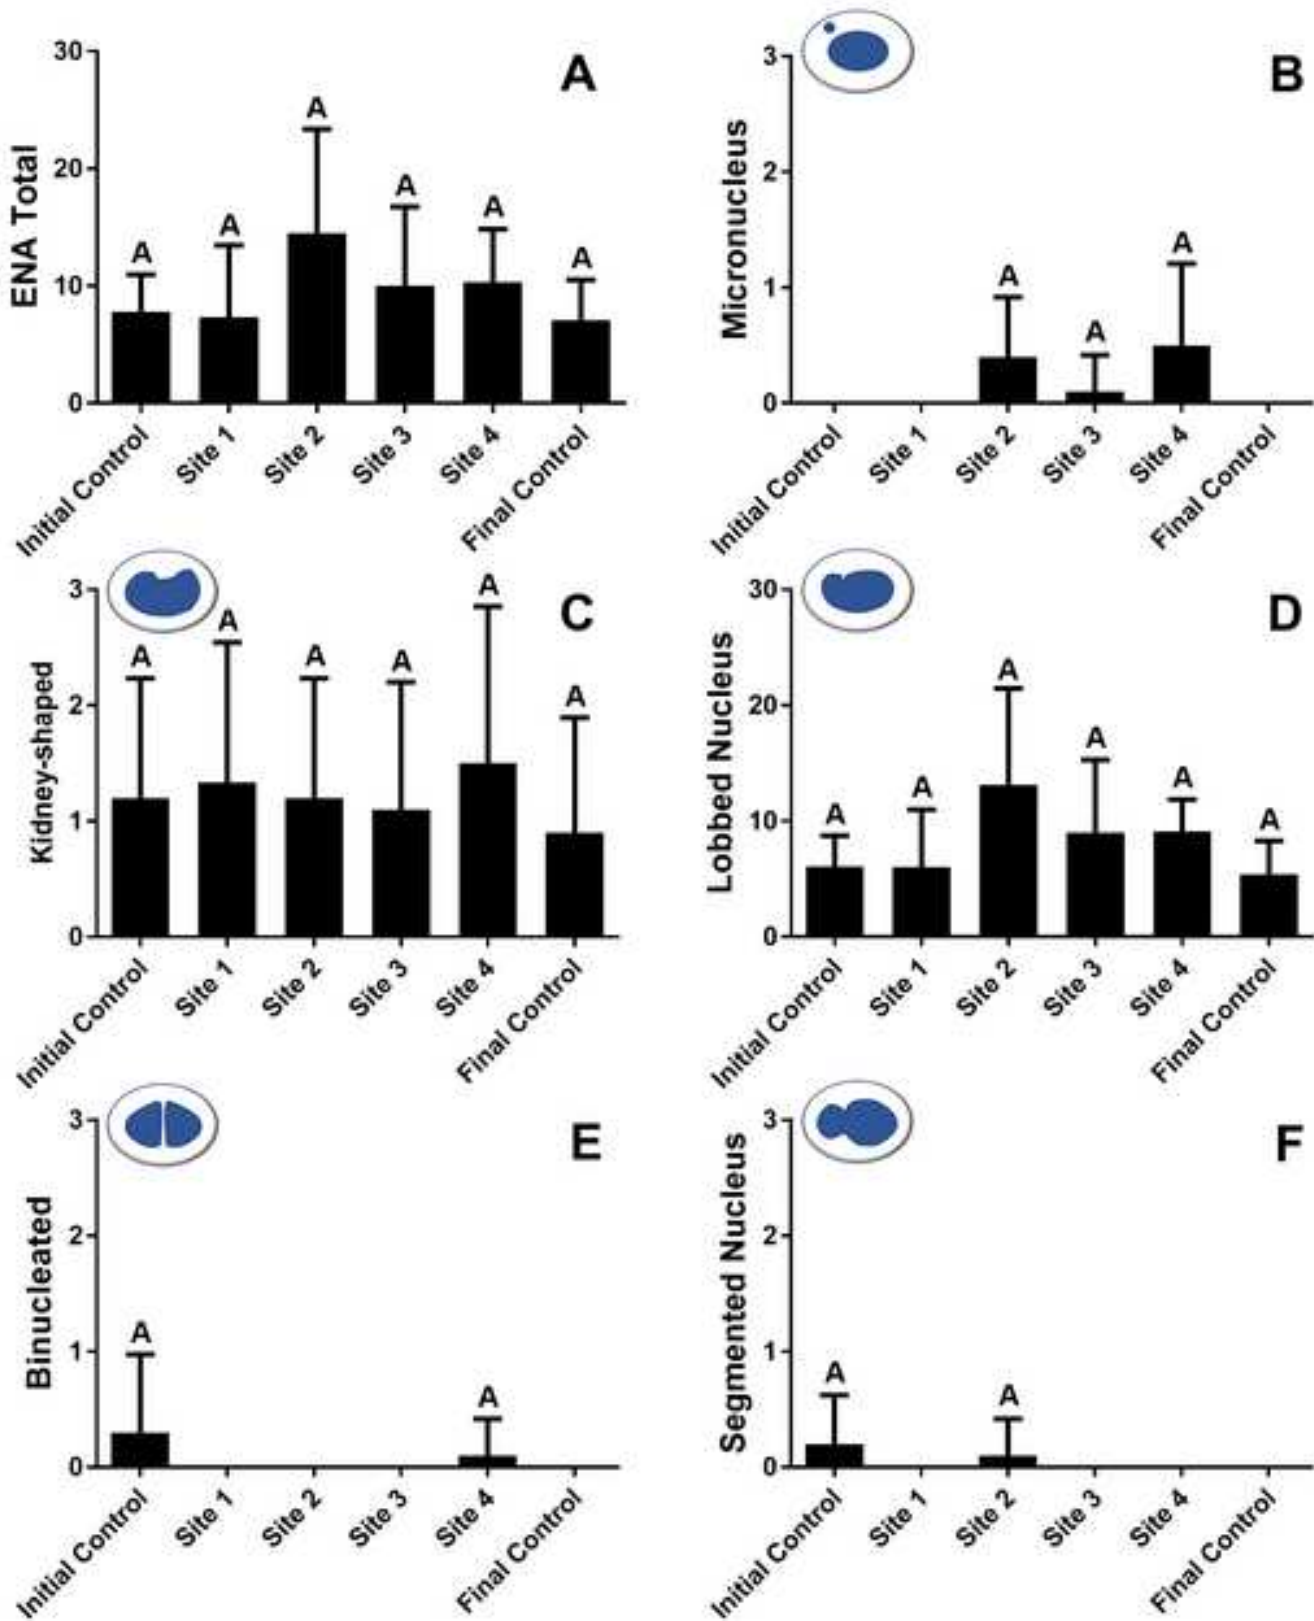 A
ENA Total
30
20
10
0
A
A
A
A
A
A
Initial Control
Site 1
Site 2
Site 3
Site 4
Final Control
B
Micronucleus
3
2
1
0
A
A
A
Initial Control
Site 1
Site 2
Site 3
Site 4
Final Control
C
Kidney-shaped
3
2
1
0
A
A
A
A
A
A
Initial Control
Site 1
Site 2
Site 3
Site 4
Final Control
D
Lobbed Nucleus
30
20
10
0
A
A
A
A
A
A
Initial Control
Site 1
Site 2
Site 3
Site 4
Final Control
E
Binucleated
3
2
1
0
A
A
Initial Control
Site 1
Site 2
Site 3
Site 4
Final Control
F
Segmented Nucleus
3
2
1
0
A
A
Initial Control
Site 1
Site 2
Site 3
Site 4
Final Control